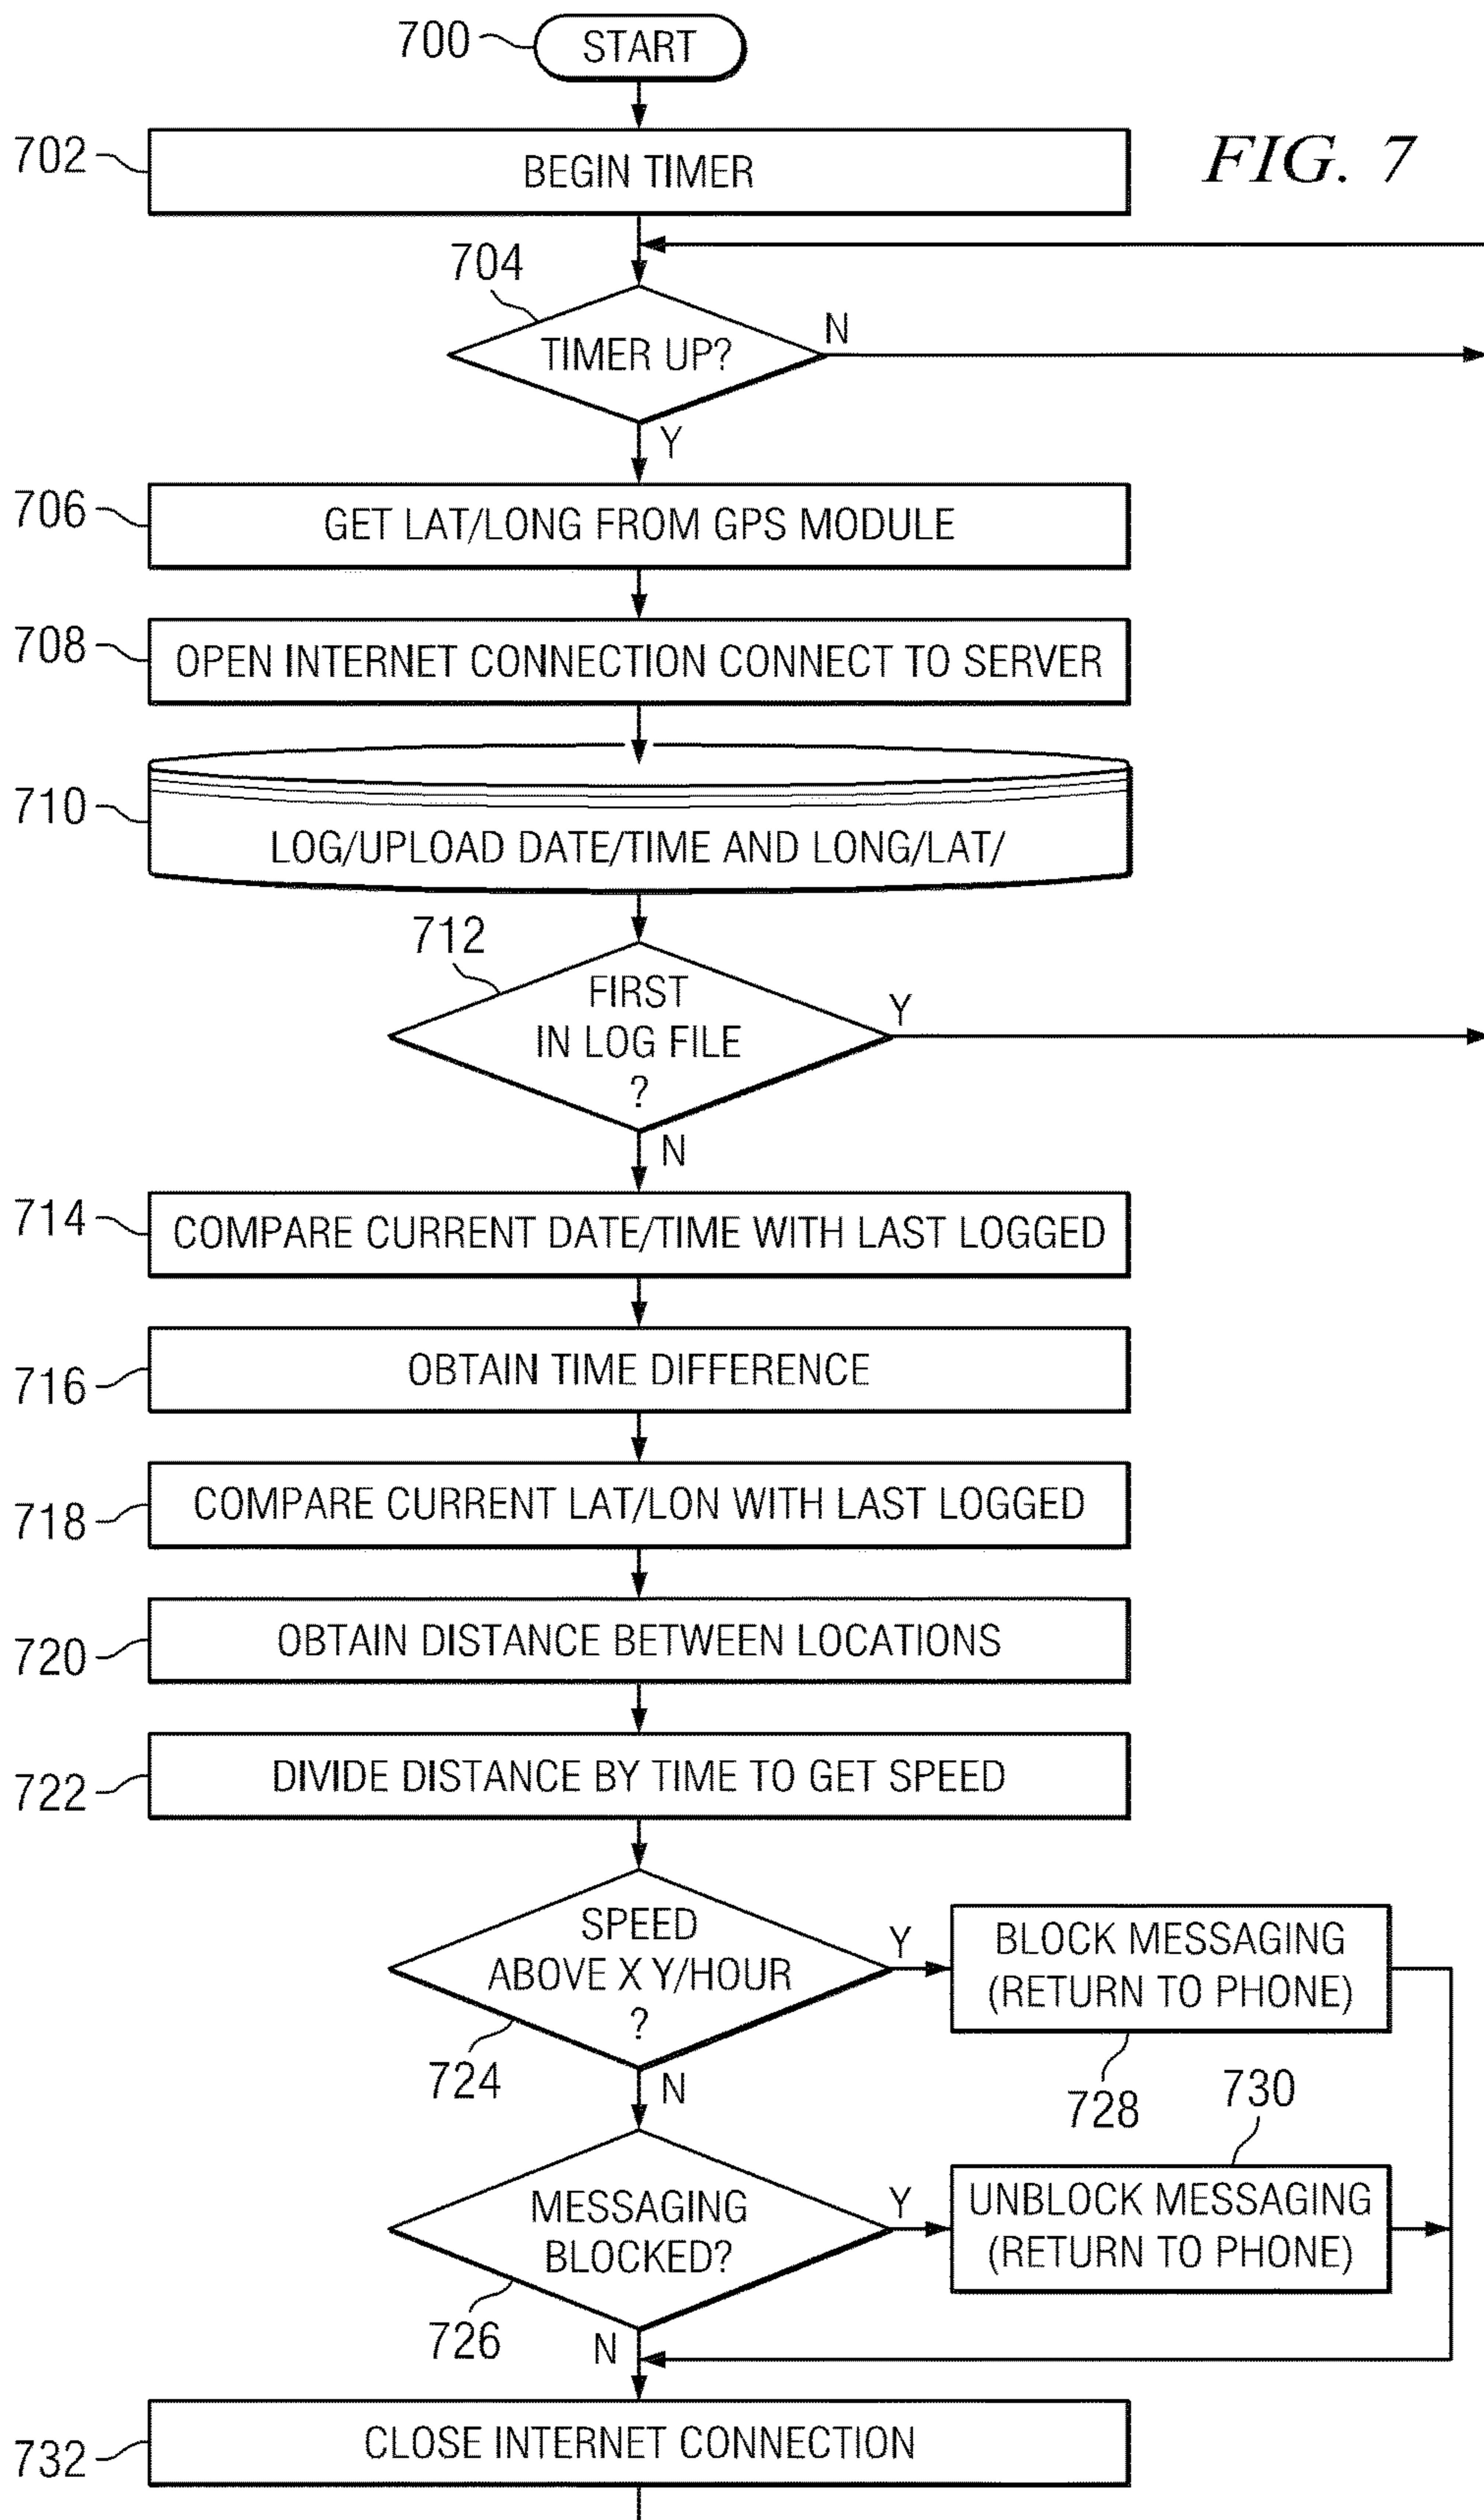 700
START
702
BEGIN TIMER
FIG. 7
704
TIMER UP?
N
Y
706
GET LAT/LONG FROM GPS MODULE
708
OPEN INTERNET CONNECTION CONNECT TO SERVER
710
LOG/UPLOAD DATE/TIME AND LONG/LAT/
712
FIRST
IN LOG FILE
?
Y
N
714
COMPARE CURRENT DATE/TIME WITH LAST LOGGED
716
OBTAIN TIME DIFFERENCE
718
COMPARE CURRENT LAT/LON WITH LAST LOGGED
720
OBTAIN DISTANCE BETWEEN LOCATIONS
722
DIVIDE DISTANCE BY TIME TO GET SPEED
SPEED
ABOVE X Y/HOUR
?
724
Y
N
BLOCK MESSAGING
(RETURN TO PHONE)
728
730
MESSAGING
BLOCKED?
726
Y
N
UNBLOCK MESSAGING
(RETURN TO PHONE)
732
CLOSE INTERNET CONNECTION